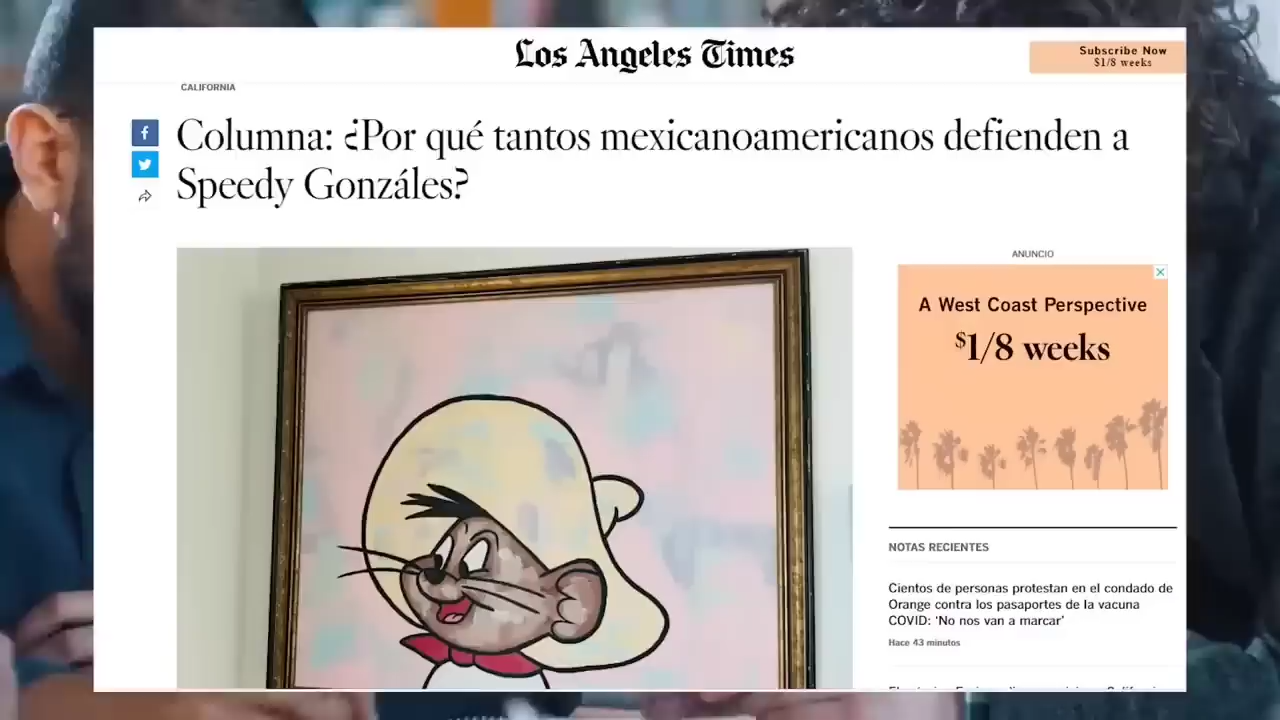 Los Angeles Times
Subscribe Now
$1/8 weeks
CALIFORNIA
Columna: ¿Por qué tantos mexicanoamericanos defienden a
Speedy Gonzáles?
ANUNCIO
A West Coast Perspective
$1/8 weeks
NOTAS RECIENTES
Cientos de personas protestan en el condado de
Orange contra los pasaportes de la vacuna
COVID: ‘No nos van a marcar’
Hace 43 minutos